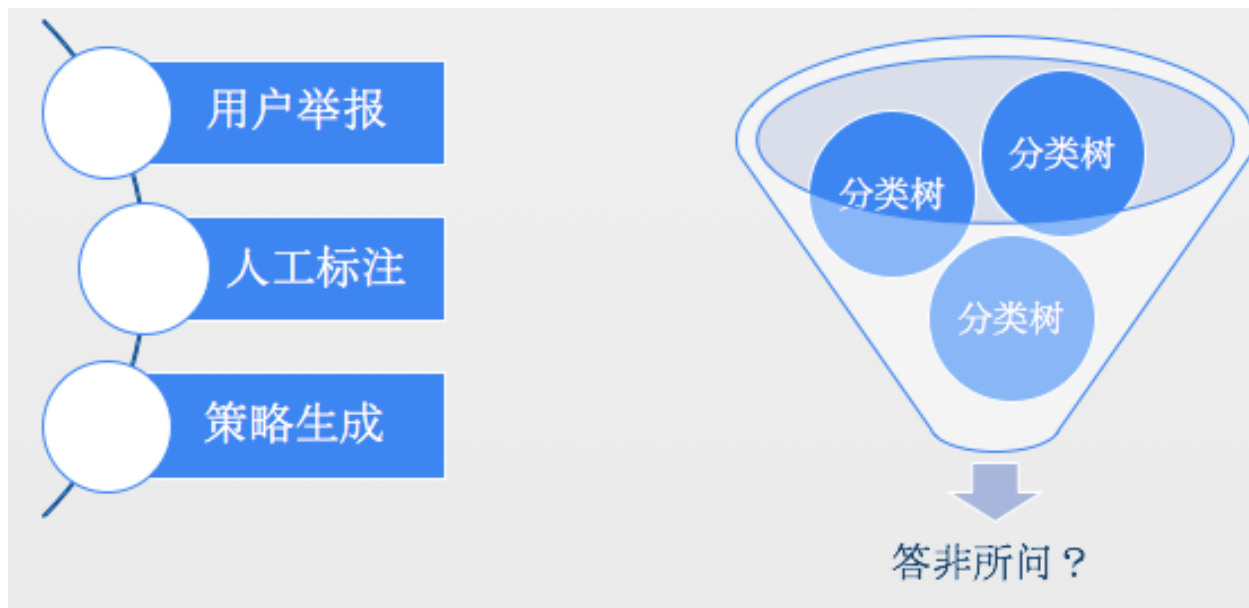 用户举报
人工标注
策略生成
分类树
分类树
分类树
答非所问？